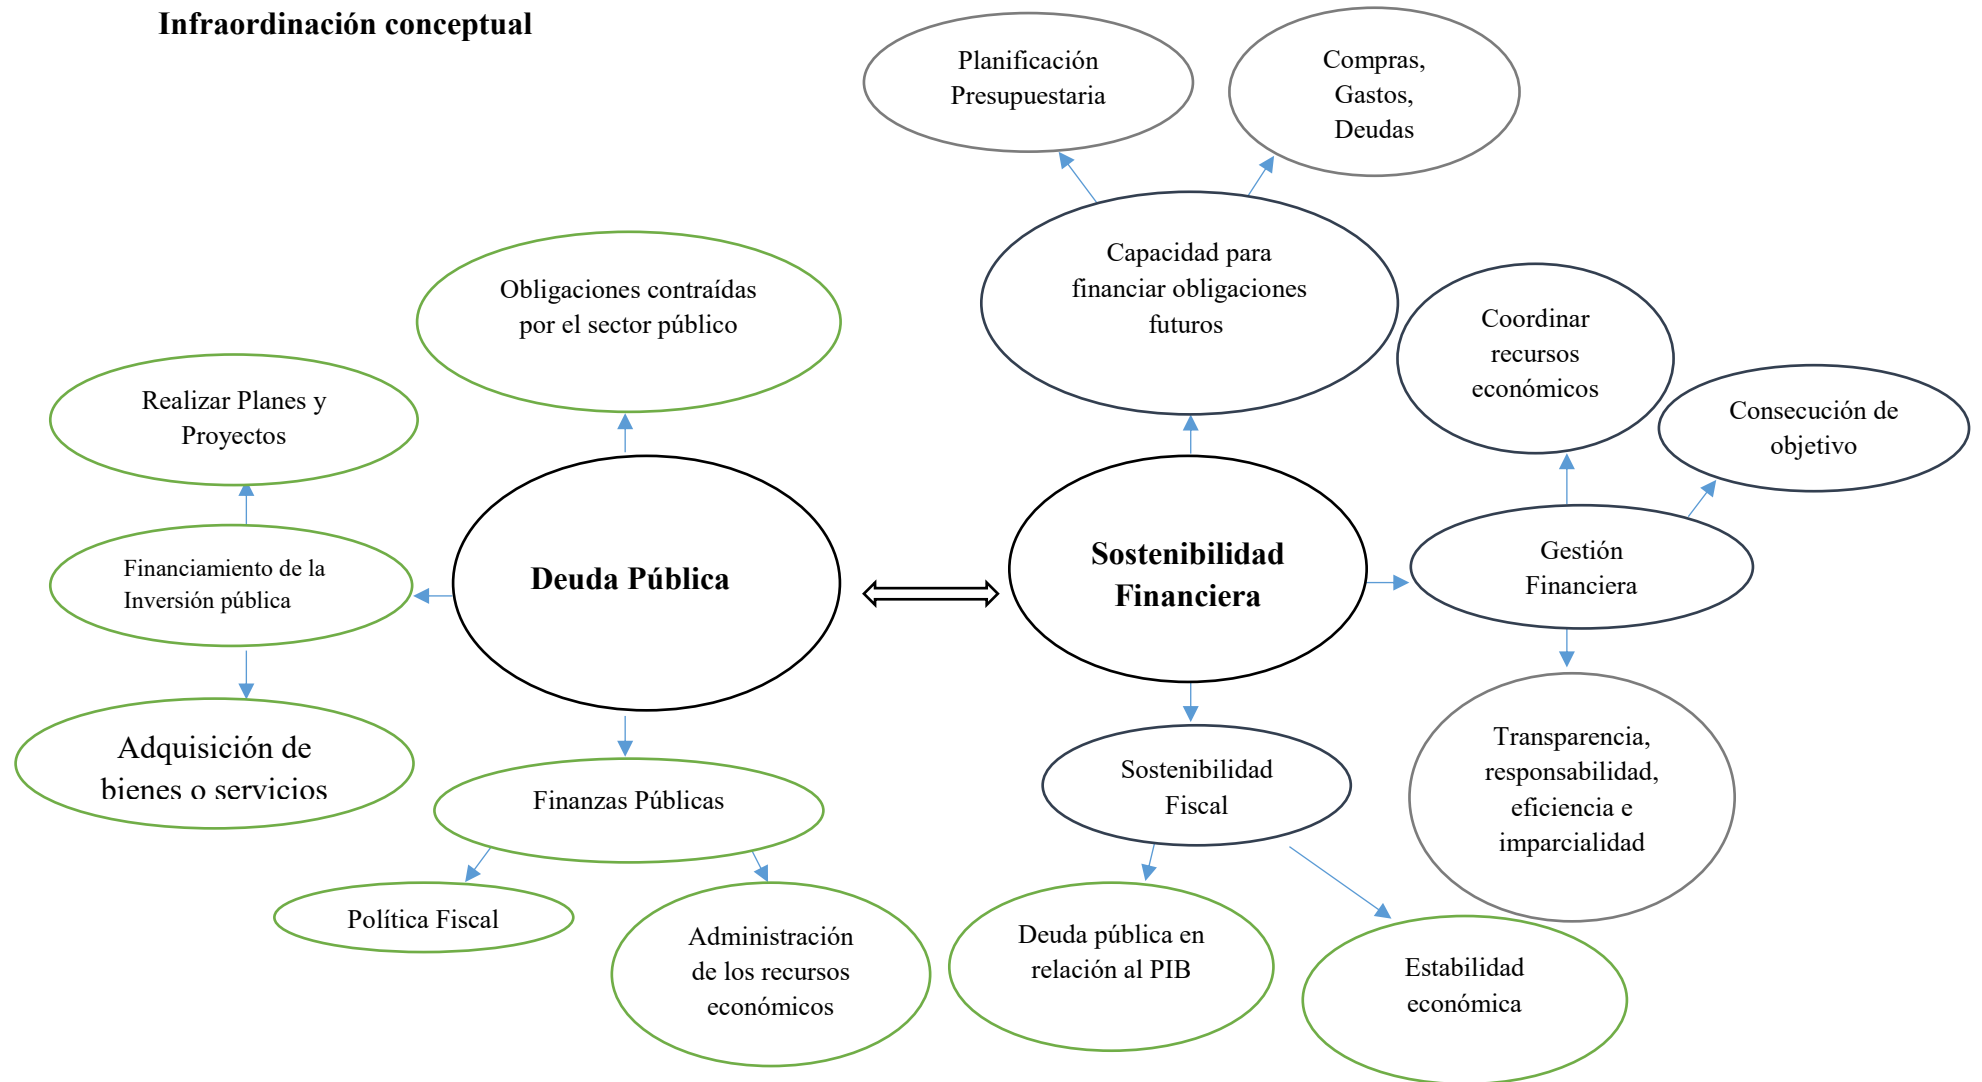 Infraordinación conceptual
Planificación
Presupuestaria
Compras,
Gastos,
Deudas
Obligaciones contraídas
por el sector público
Capacidad para
financiar obligaciones
futuros
Coordinar
recursos
económicos
Realizar Planes y
Proyectos
Consecución de
objetivo
Financiamiento de la
Inversión pública
Deuda Pública
Sostenibilidad
Financiera
Gestión
Financiera
Adquisición de
bienes o servicios
Finanzas Públicas
Sostenibilidad
Fiscal
Transparencia,
responsabilidad,
eficiencia e
imparcialidad
Política Fiscal
Administración
de los recursos
económicos
Deuda pública en
relación al PIB
Estabilidad
económica